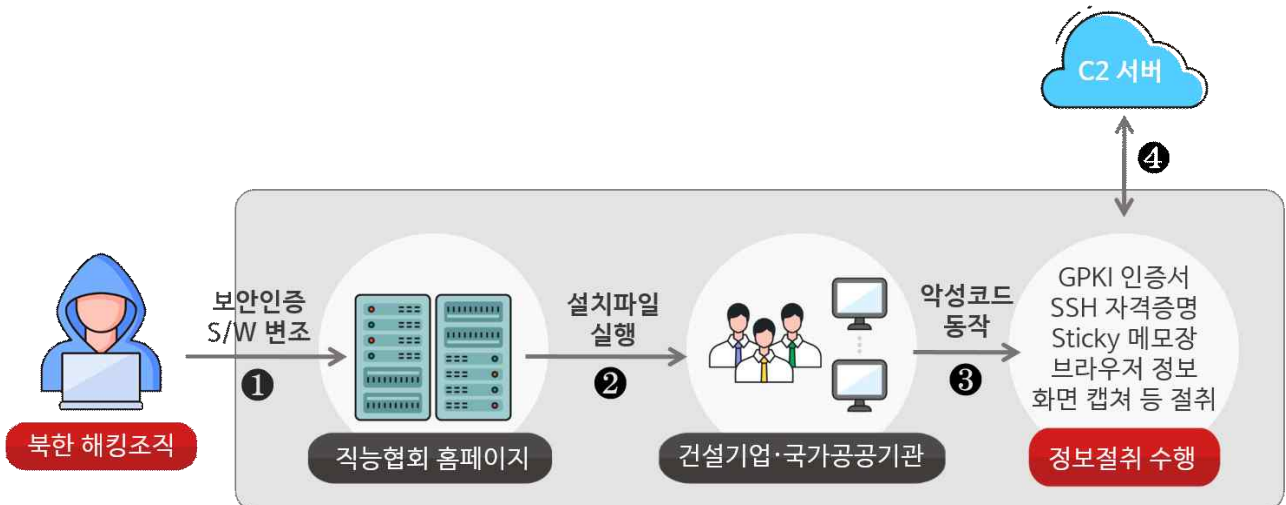 C2 서버
❹
보안인증
S/W 변조
❶
설치파일
실행
❷
악성코드
동작
❸
GPKI 인증서
SSH 자격증명
Sticky 메모장
브라우저 정보
화면 캡쳐 등 절취
북한 해킹조직
직능협회 홈페이지
건설기업·국가공공기관
정보절취 수행